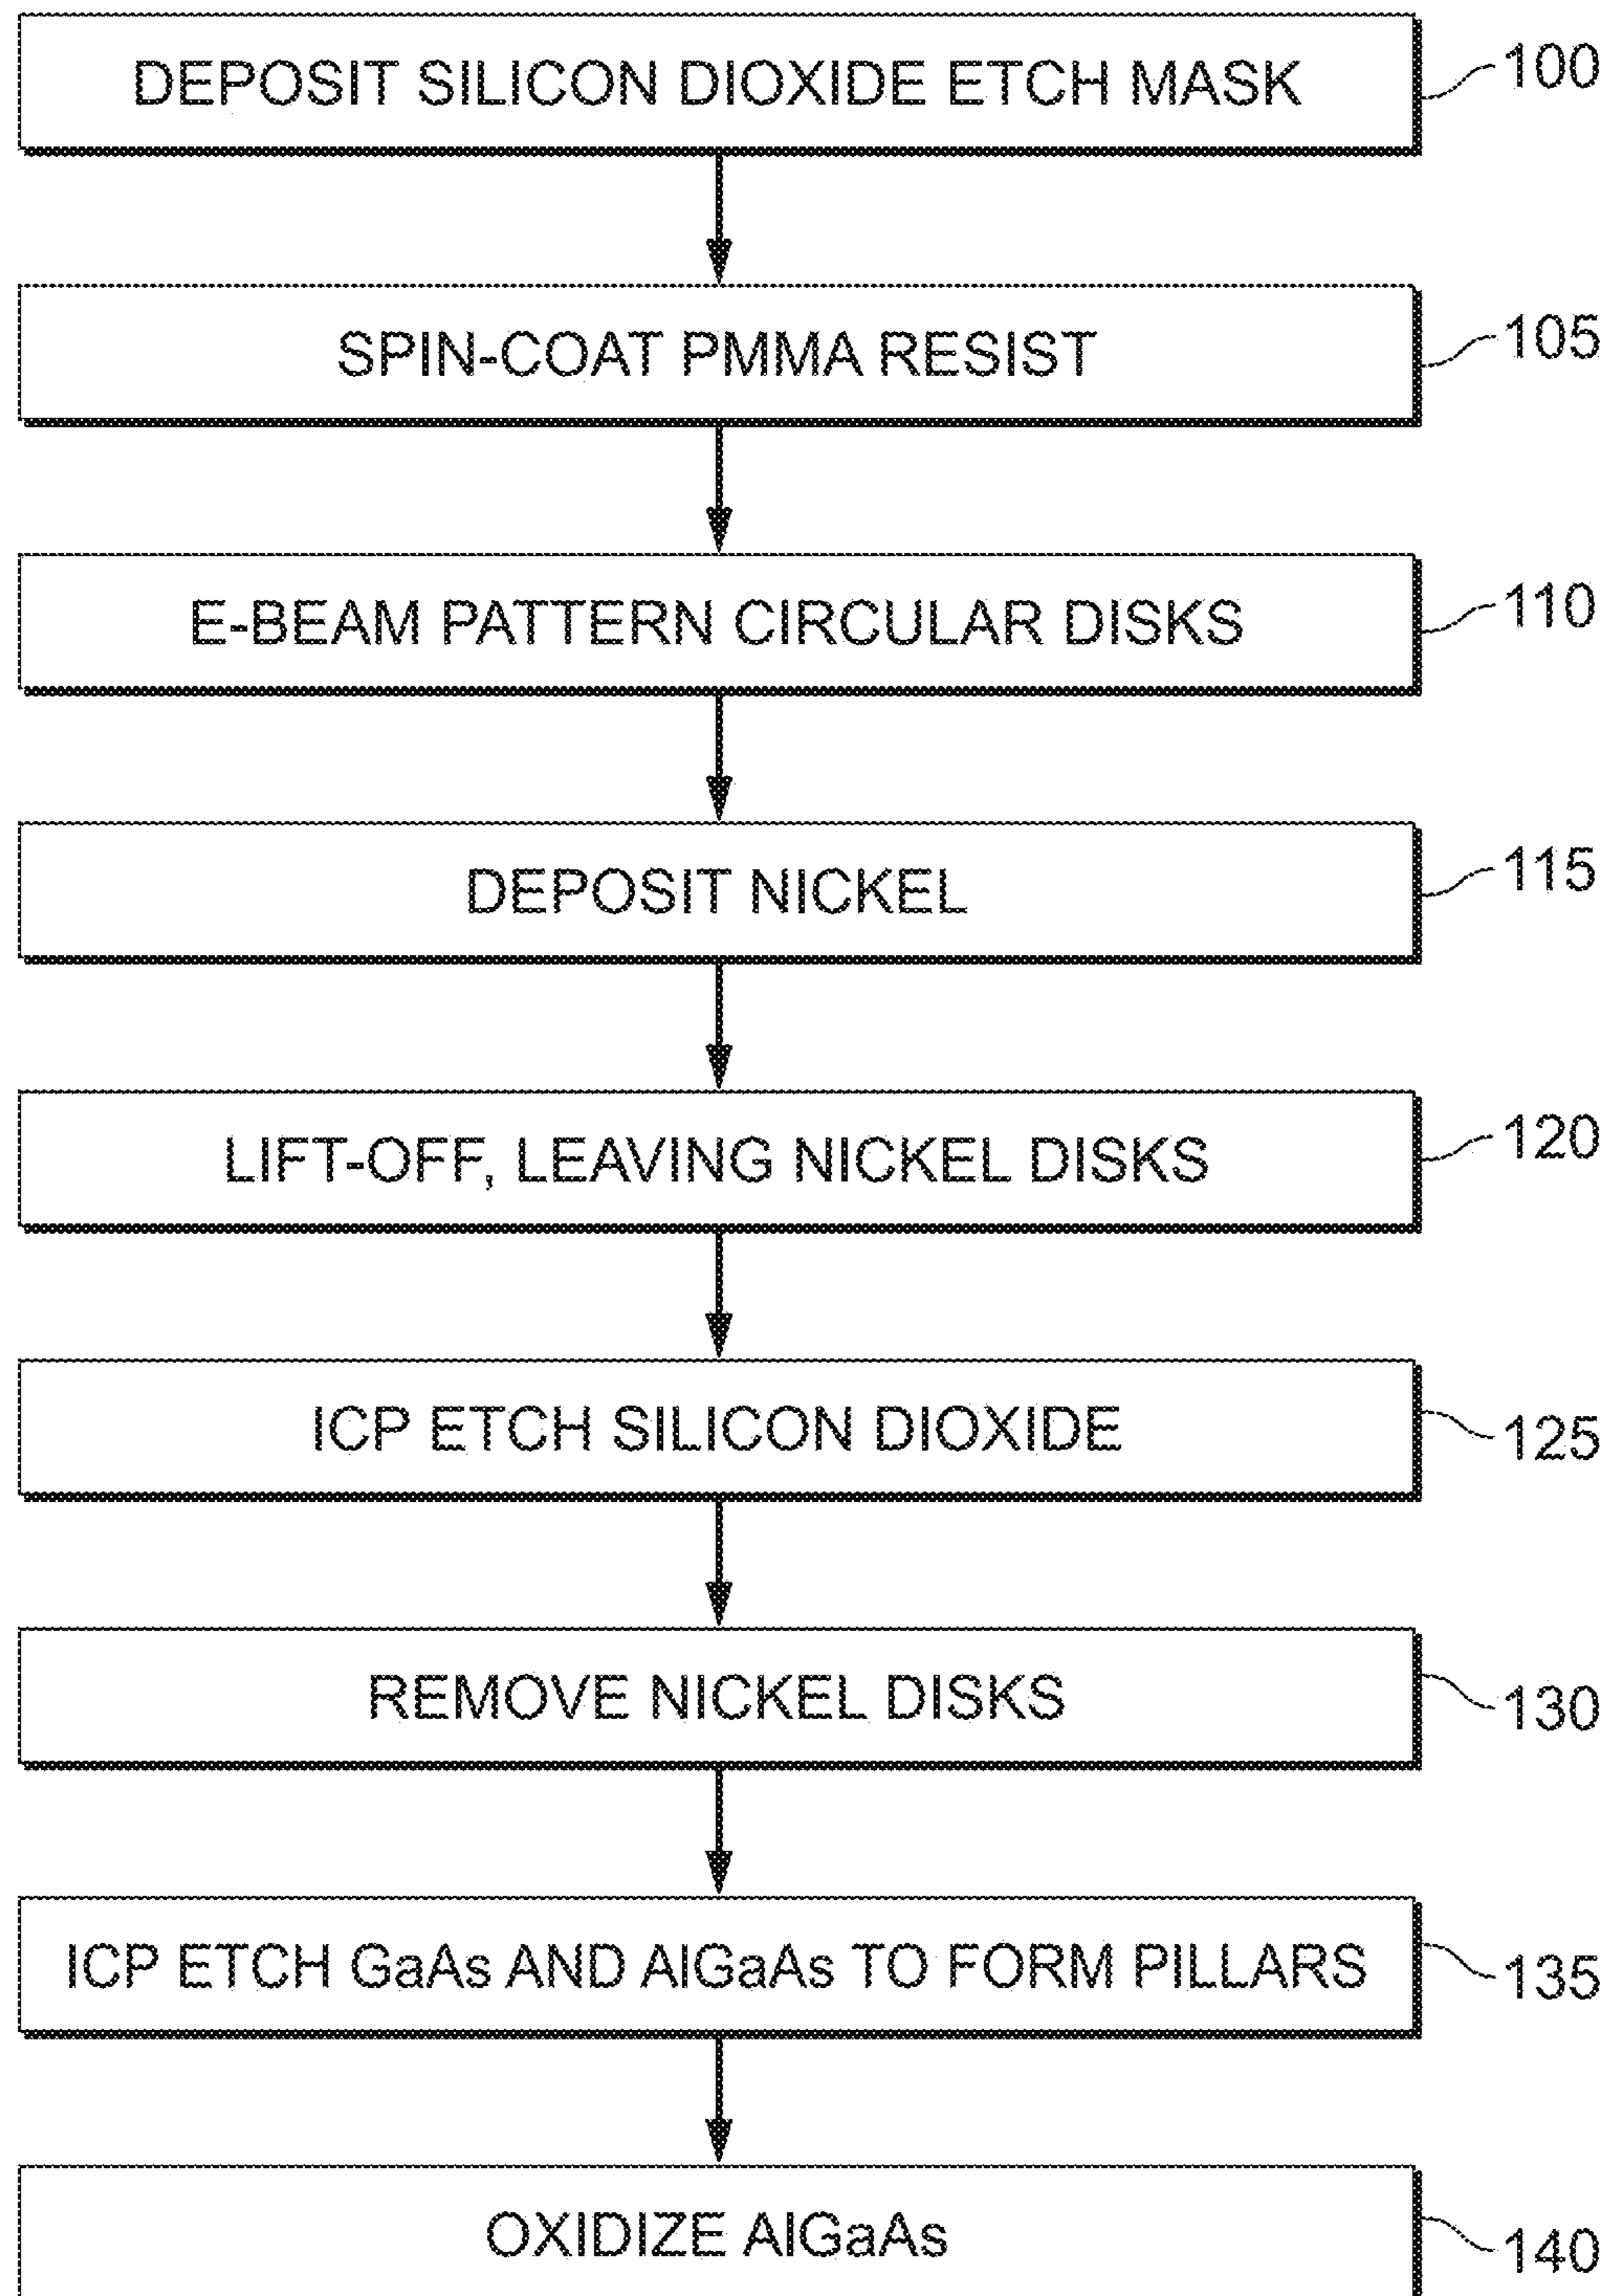 DEPOSIT SILICON DIOXIDE ETCH MASK 100
SPIN-COAT PMMA RESIST 105
E-BEAM PATTERN CIRCULAR DISKS 110
DEPOSIT NICKEL 115
LIFT-OFF, LEAVING NICKEL DISKS 120
ICP ETCH SILICON DIOXIDE 125
REMOVE NICKEL DISKS 130
ICP ETCH GaAs AND AlGaAs TO FORM PILLARS 135
OXIDIZE AlGaAs 140